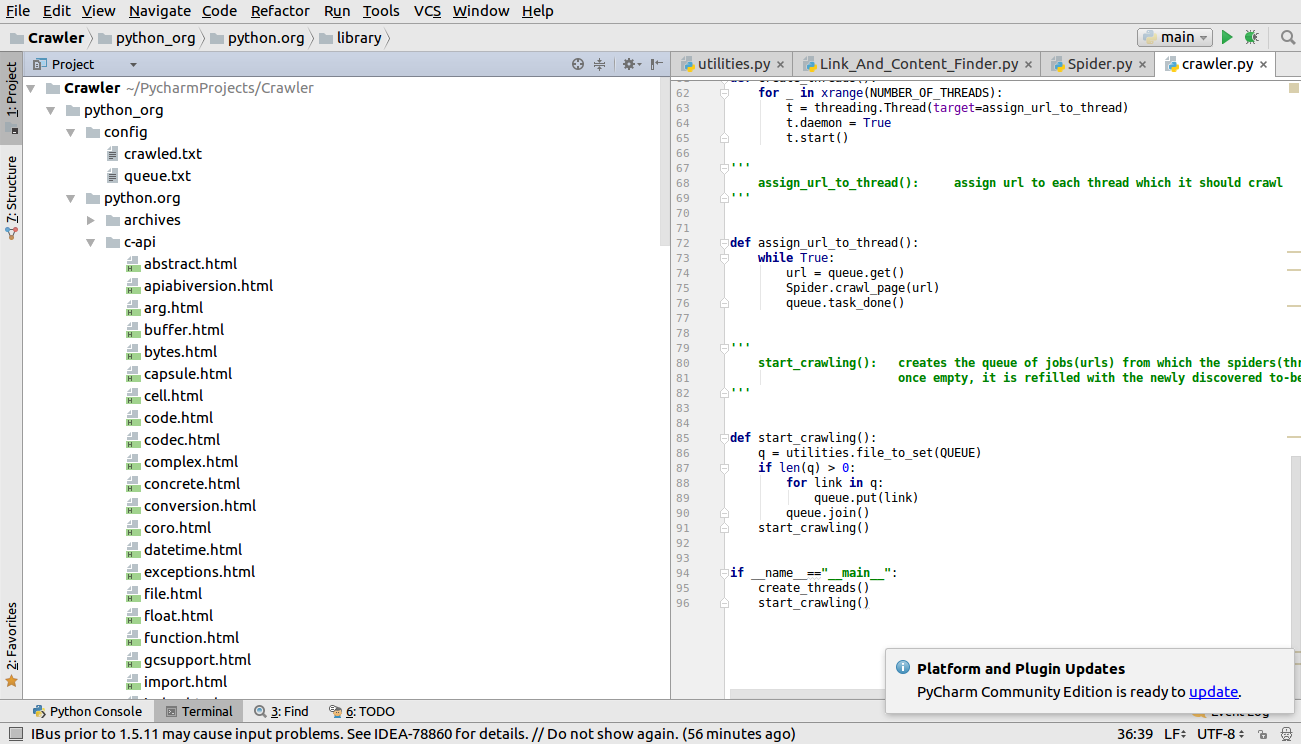 File Edit View Navigate Code Refactor Run Tools VCS Window Help
Crawler python_org python.org library main
1: Project
7: Structure
2: Favorites
Project
Crawler ~/PycharmProjects/Crawler
python_org
config
crawled.txt
queue.txt
python.org
archives
c-api
abstract.html
apiabiversion.html
arg.html
buffer.html
bytes.html
capsule.html
cell.html
code.html
codec.html
complex.html
concrete.html
conversion.html
coro.html
datetime.html
exceptions.html
file.html
float.html
function.html
gcsupport.html
import.html
utilities.py Link_And_Content_Finder.py Spider.py crawler.py
62 for _ in xrange(NUMBER_OF_THREADS):
63 t = threading.Thread(target=assign_url_to_thread)
64 t.daemon = True
65 t.start()
66
67 '''
68 assign_url_to_thread(): assign url to each thread which it should crawl
69 '''
70
71
72 def assign_url_to_thread():
73 while True:
74 url = queue.get()
75 Spider.crawl_page(url)
76 queue.task_done()
77
78
79 '''
80 start_crawling(): creates the queue of jobs(urls) from which the spiders(thr
81 once empty, it is refilled with the newly discovered to-be
82 '''
83
84
85 def start_crawling():
86 q = utilities.file_to_set(QUEUE)
87 if len(q) > 0:
88 for link in q:
89 queue.put(link)
90 queue.join()
91 start_crawling()
92
93
94 if __name__=="__main__":
95 create_threads()
96 start_crawling()
Platform and Plugin Updates
PyCharm Community Edition is ready to update.
Python Console Terminal 3: Find 6: TODO Event Log
IBus prior to 1.5.11 may cause input problems. See IDEA-78860 for details. // Do not show again. (56 minutes ago) 36:39 LF UTF-8